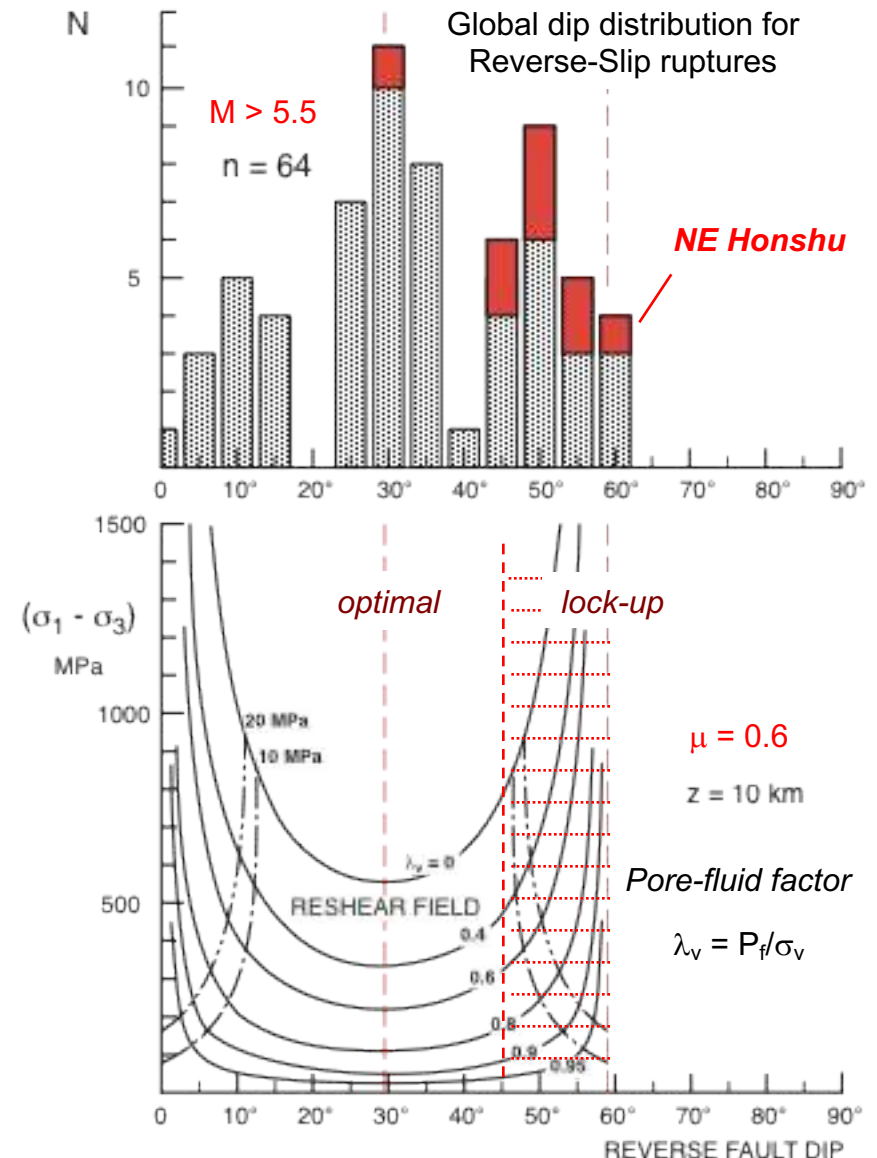 N
Global dip distribution for
Reverse-Slip ruptures
10
M > 5.5
n = 64
NE Honshu
5
0 10° 20° 30° 40° 50° 60° 70° 80° 90°
1500
(σ₁ - σ₃)
MPa
optimal
lock-up
1000
20 MPa
10 MPa
μ = 0.6
z = 10 km
λᵥ = 0
Pore-fluid factor
500
RESHEAR FIELD
0.4
λᵥ = P_f/σᵥ
0.6
0.8
0.9
0.95
0 10° 20° 30° 40° 50° 60° 70° 80° 90°
REVERSE FAULT DIP